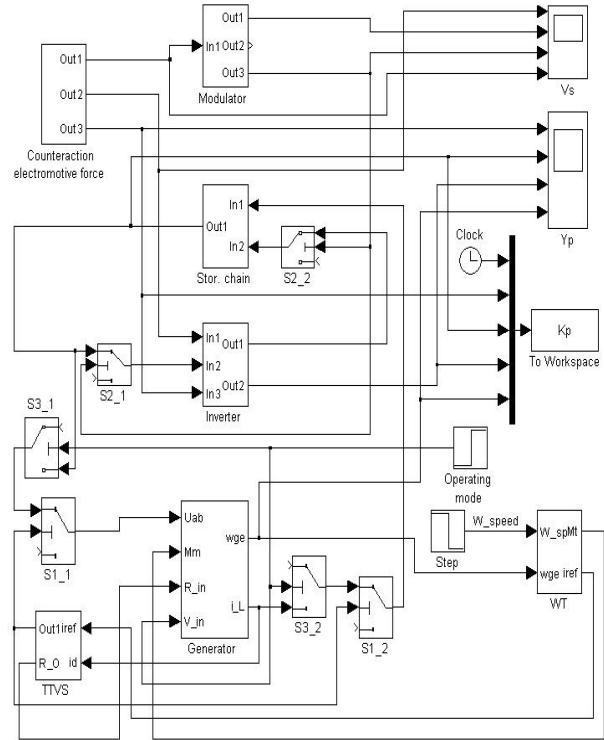 Out1
In1 Out2
Out3
Modulator
Out1
Out2
Out3
Counteraction
electromotive force
Vs
Yp
In1
Out1
In2
Stor. chain
S2_2
Clock
Kp
To Workspace
S2_1
In1
Out1
In2
Out2
In3
Inverter
S3_1
Operating
mode
S1_1
Uab
Mm
wge
R_in
i_L
V_in
Generator
S3_2
S1_2
Step
W_speed
W_spMt
wge iref
WT
Out1iref
R_O id
TTVS